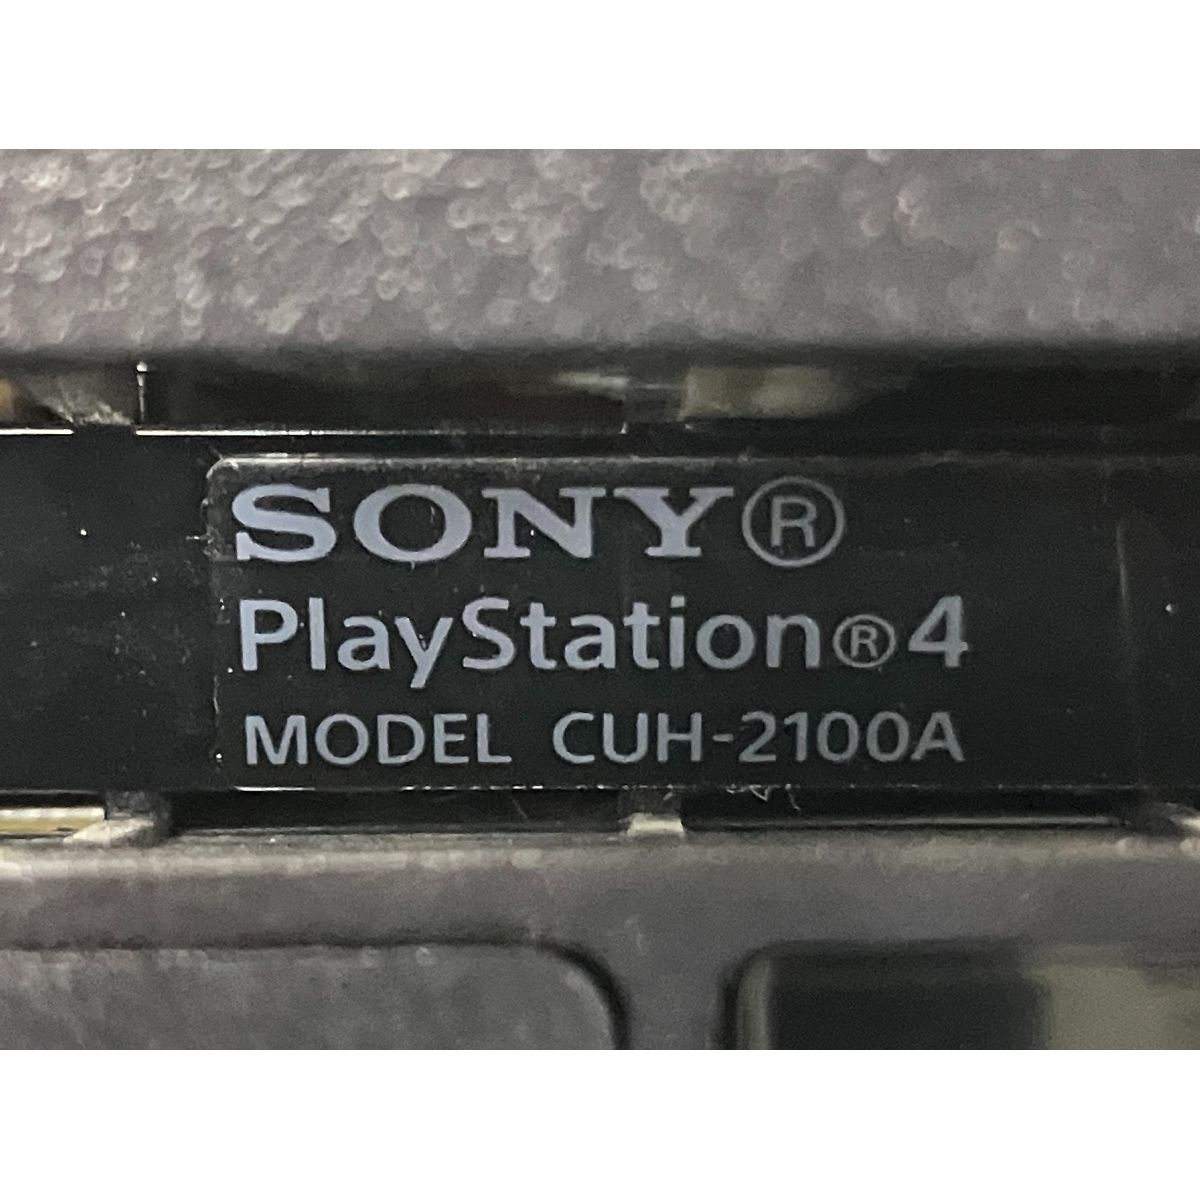 SONY®
PlayStation®4
MODEL CUH-2100A